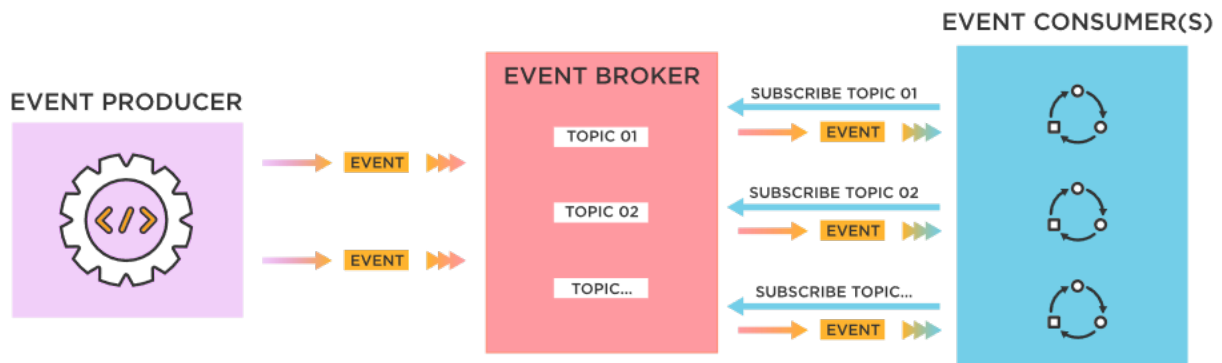 EVENT PRODUCER
</>
EVENT
EVENT
EVENT BROKER
TOPIC 01
TOPIC 02
TOPIC...
EVENT CONSUMER(S)
SUBSCRIBE TOPIC 01
EVENT
SUBSCRIBE TOPIC 02
EVENT
SUBSCRIBE TOPIC...
EVENT